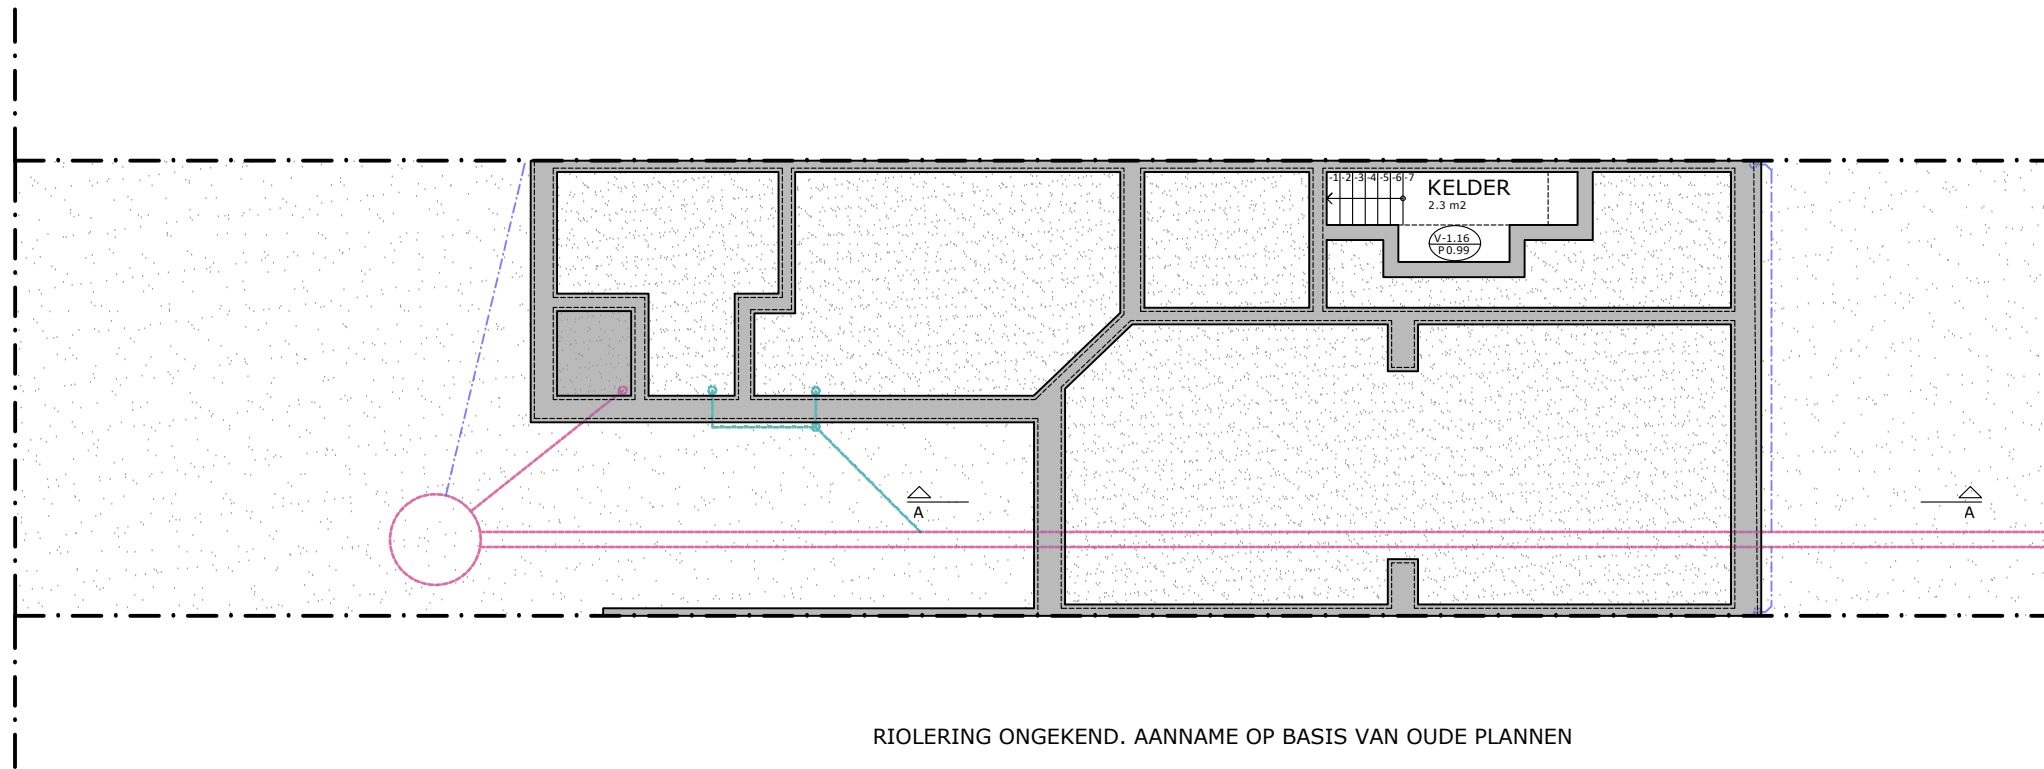 -1 -2 -3 -4 -5 -6 -7
KELDER
2.3 m2
V-1.16
P0.99
A
A
RIOLERING ONGEKEND. AANNAME OP BASIS VAN OUDE PLANNEN